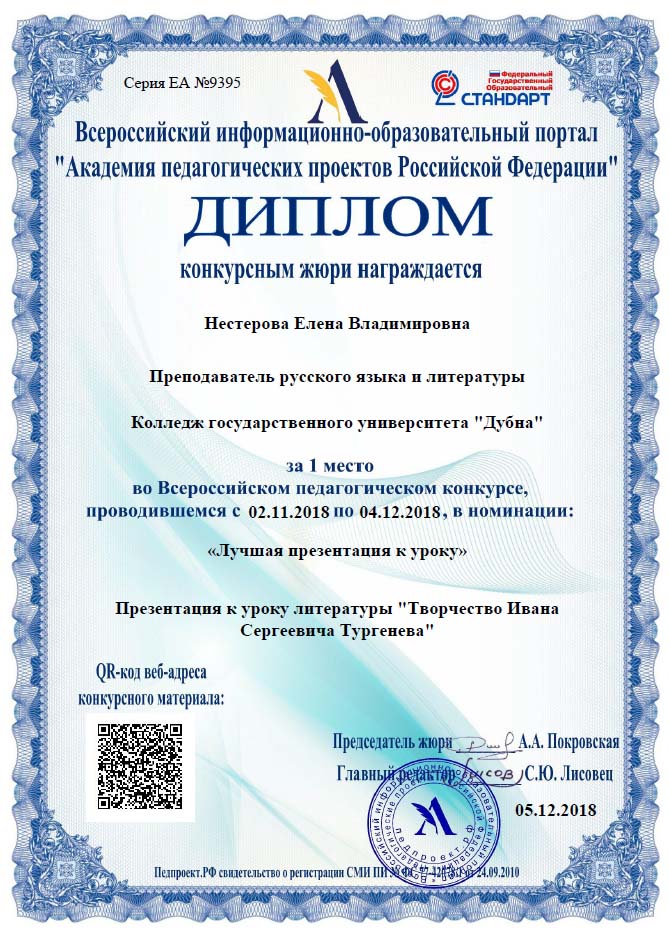 Серия ЕА №9395
Федеральный
Государственный
Образовательный
СТАНДАРТ
Всероссийский информационно-образовательный портал
"Академия педагогических проектов Российской Федерации"
ДИПЛОМ
конкурсным жюри награждается
Нестерова Елена Владимировна
Преподаватель русского языка и литературы
Колледж государственного университета "Дубна"
за 1 место
во Всероссийском педагогическом конкурсе,
проводившемся с 02.11.2018 по 04.12.2018, в номинации:
«Лучшая презентация к уроку»
Презентация к уроку литературы "Творчество Ивана
Сергеевича Тургенева"
QR-код веб-адреса
конкурсного материала:
Председатель жюри А.А. Покровская
Главный редактор С.Ю. Лисовец
05.12.2018
педпроект.рф
Педпроект.РФ свидетельство о регистрации СМИ ПИ от 24.09.2010